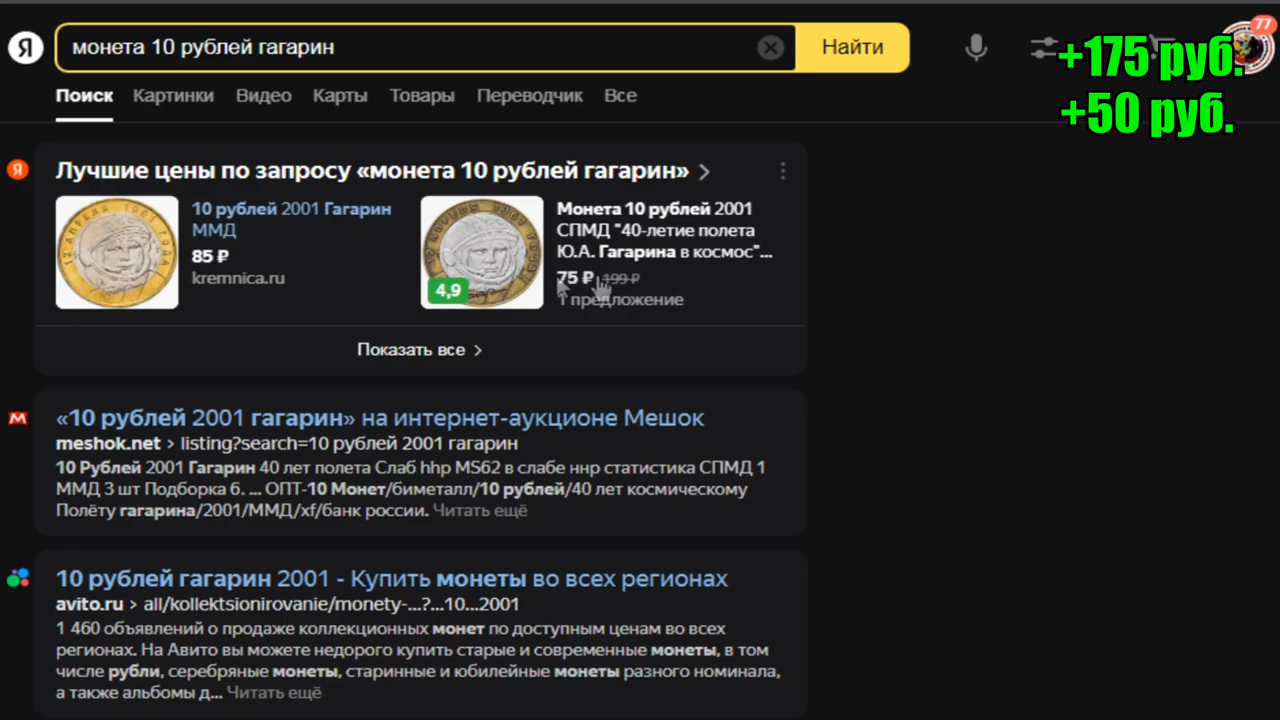 Я
монета 10 рублей гагарин
Найти
77
+175 руб.
+50 руб.
Поиск Картинки Видео Карты Товары Переводчик Все
Я
Лучшие цены по запросу «монета 10 рублей гагарин»
10 рублей 2001 Гагарин
ММД
85 ₽
kremnica.ru
4,9
Монета 10 рублей 2001
СПМД "40-летие полета
Ю.А. Гагарина в космос"...
75 ₽ 199 ₽
1 предложение
Показать все
М
«10 рублей 2001 гагарин» на интернет-аукционе Мешок
meshok.net › listing?search=10 рублей 2001 гагарин
10 Рублей 2001 Гагарин 40 лет полета Слаб hhp MS62 в слабе ннр статистика СПМД 1
ММД 3 шт Подборка 6. ... ОПТ-10 Монет/биметалл/10 рублей/40 лет космическому
Полёту гагарина/2001/ММД/xf/банк россии. Читать ещё
10 рублей гагарин 2001 - Купить монеты во всех регионах
avito.ru › all/kollektsionirovanie/monety-...?...10...2001
1 460 объявлений о продаже коллекционных монет по доступным ценам во всех
регионах. На Авито вы можете недорого купить старые и современные монеты, в том
числе рубли, серебряные монеты, старинные и юбилейные монеты разного номинала,
а также альбомы д... Читать ещё